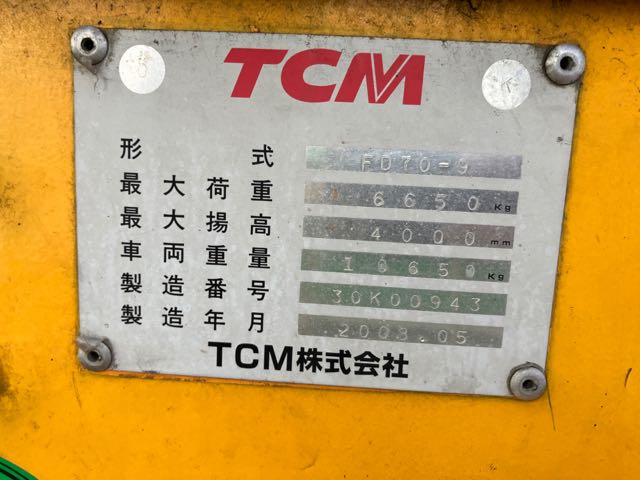 TCM
形式 FD70-9
最大荷重 6650 Kg
最大揚高 4000 mm
車両重量 10650 Kg
製造番号 30K00943
製造年月 2003.05
TCM株式会社